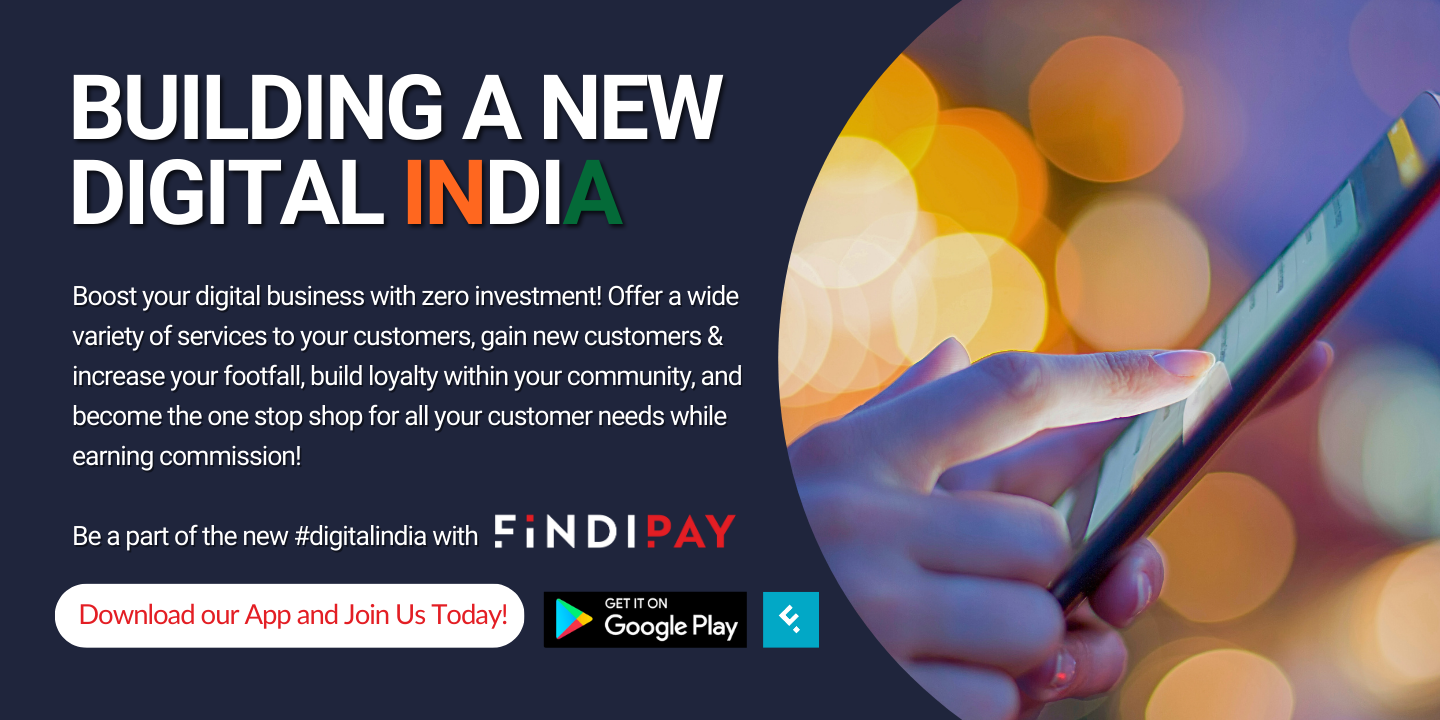 BUILDING A NEW
DIGITAL INDIA
Boost your digital business with zero investment! Offer a wide
variety of services to your customers, gain new customers &
increase your footfall, build loyalty within your community, and
become the one stop shop for all your customer needs while
earning commission!
Be a part of the new #digitalindia with FiNDIPAY
Download our App and Join Us Today!
GET IT ON
Google Play